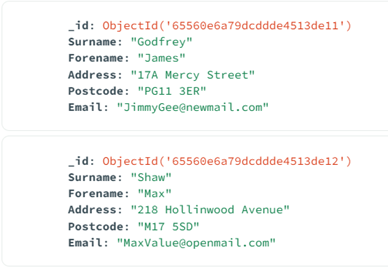 _id: ObjectId('65560e6a79dcddde4513de11')
Surname: "Godfrey"
Forename: "James"
Address: "17A Mercy Street"
Postcode: "PG11 3ER"
Email: "JimmyGee@newmail.com"
_id: ObjectId('65560e6a79dcddde4513de12')
Surname: "Shaw"
Forename: "Max"
Address: "218 Hollinwood Avenue"
Postcode: "M17 5SD"
Email: "MaxValue@openmail.com"